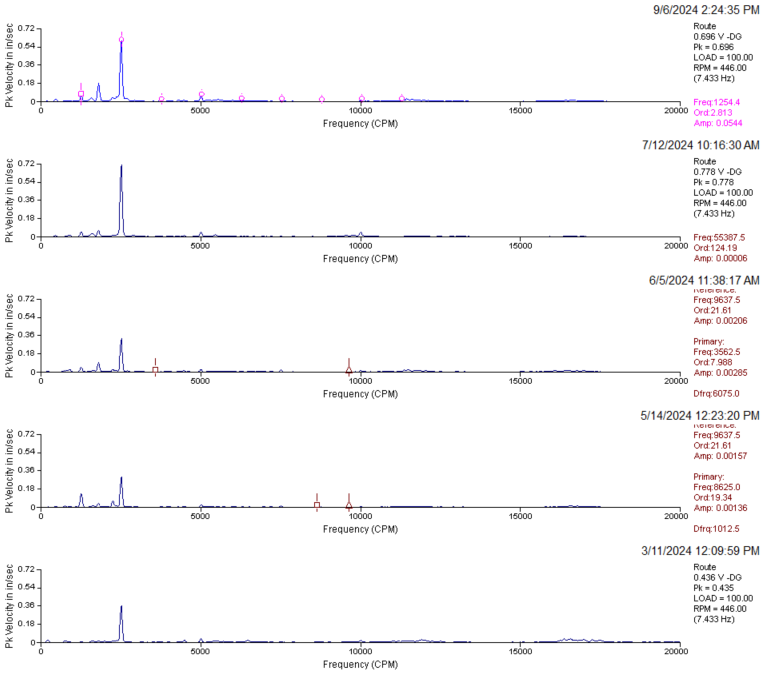 9/6/2024 2:24:35 PM
Pk Velocity in in/sec
0.72
0.54
0.36
0.18
0
0
5000
10000
15000
20000
Frequency (CPM)
Route
0.696 V -DG
Pk = 0.696
LOAD = 100.00
RPM = 446.00
(7.433 Hz)
Freq:1254.4
Ord:2.813
Amp: 0.0544
7/12/2024 10:16:30 AM
Pk Velocity in in/sec
0.72
0.54
0.36
0.18
0
0
5000
10000
15000
20000
Frequency (CPM)
Route
0.778 V -DG
Pk = 0.778
LOAD = 100.00
RPM = 446.00
(7.433 Hz)
Freq:55387.5
Ord:124.19
Amp: 0.00006
6/5/2024 11:38:17 AM
Pk Velocity in in/sec
0.72
0.54
0.36
0.18
0
0
5000
10000
15000
20000
Frequency (CPM)
Reference:
Freq:9637.5
Ord:21.61
Amp: 0.00206
Primary:
Freq:3562.5
Ord:7.988
Amp: 0.00285
Dfrq:6075.0
5/14/2024 12:23:20 PM
Pk Velocity in in/sec
0.72
0.54
0.36
0.18
0
0
5000
10000
15000
20000
Frequency (CPM)
Reference:
Freq:9637.5
Ord:21.61
Amp: 0.00157
Primary:
Freq:8625.0
Ord:19.34
Amp: 0.00136
Dfrq:1012.5
3/11/2024 12:09:59 PM
Pk Velocity in in/sec
0.72
0.54
0.36
0.18
0
0
5000
10000
15000
20000
Frequency (CPM)
Route
0.436 V -DG
Pk = 0.435
LOAD = 100.00
RPM = 446.00
(7.433 Hz)